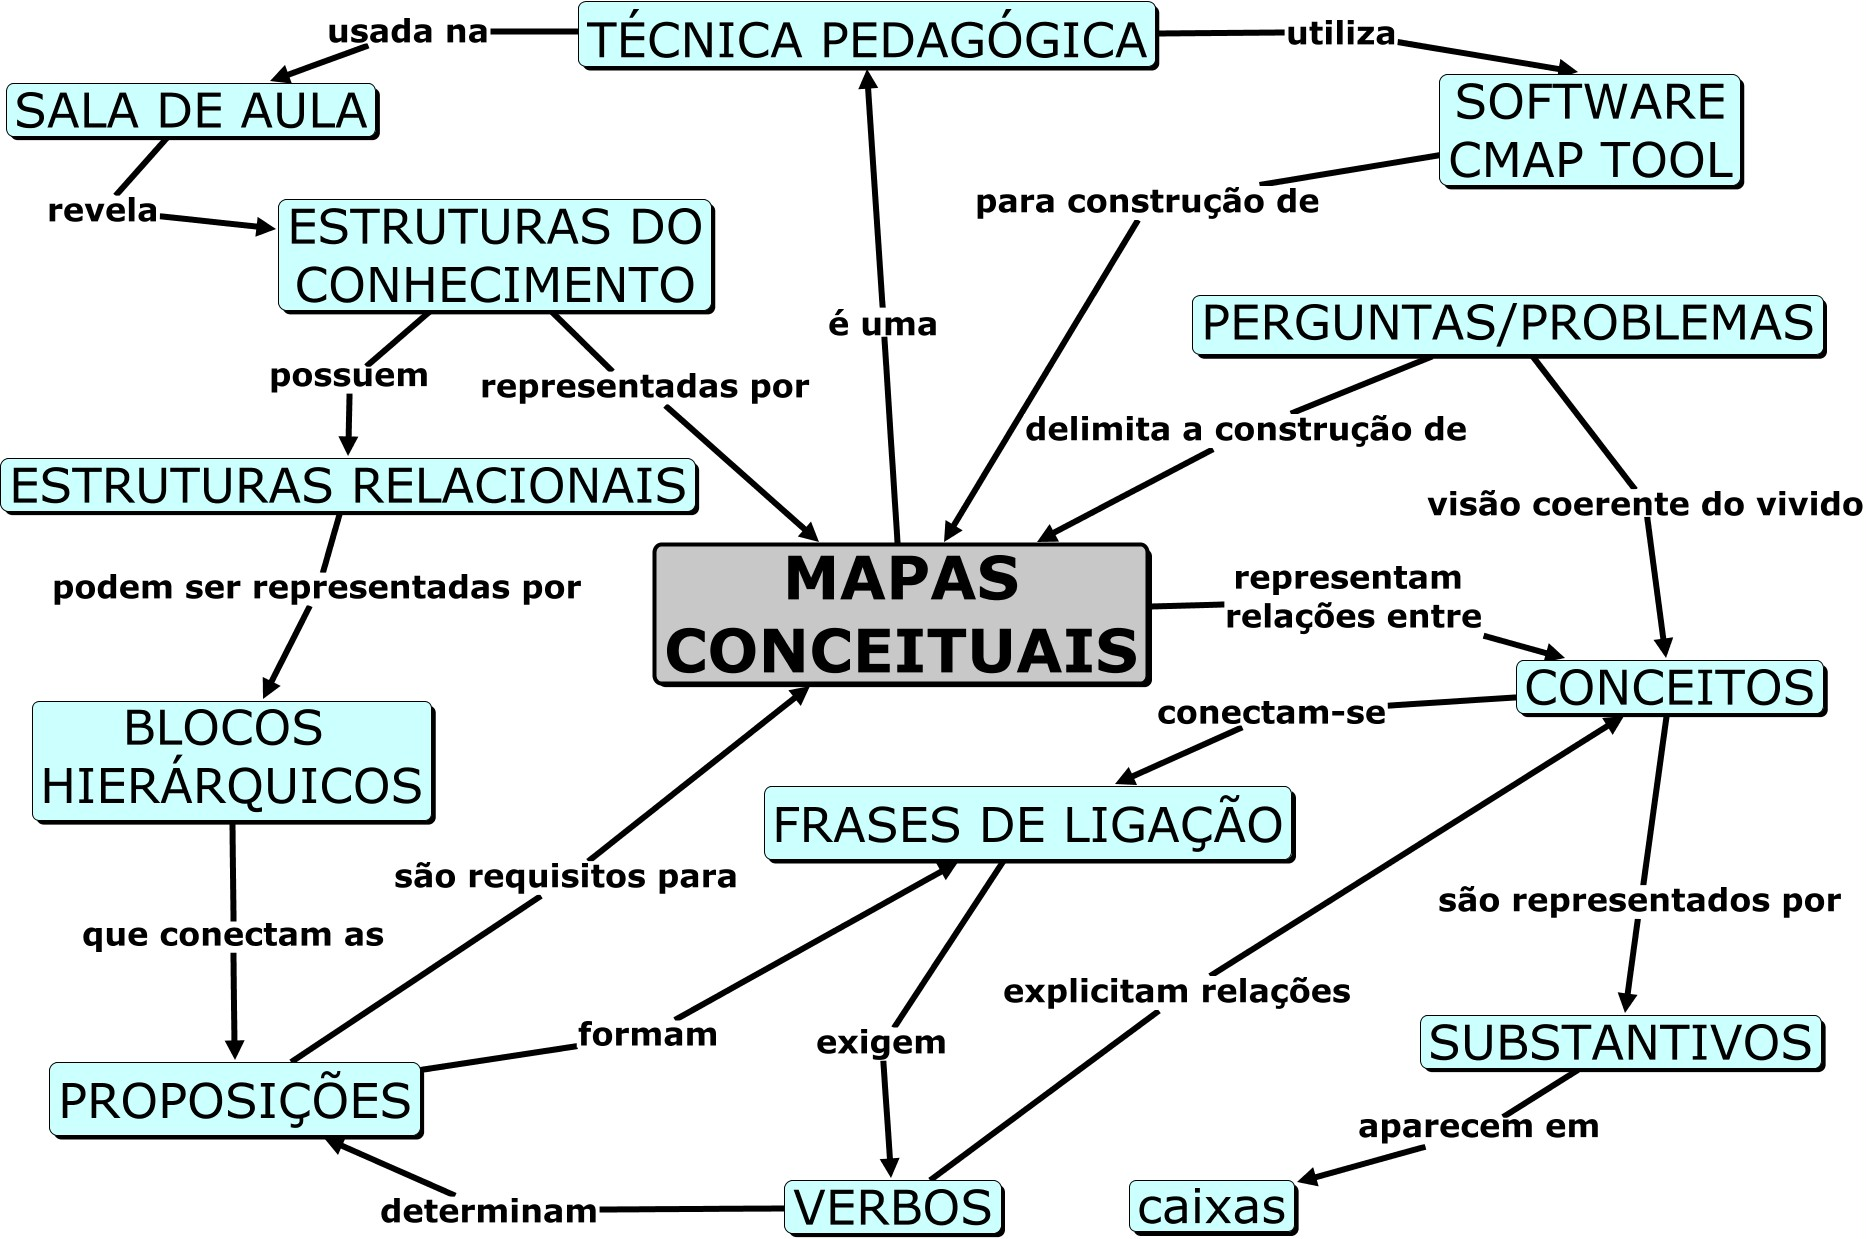 usada na
TÉCNICA PEDAGÓGICA
utiliza
SALA DE AULA
SOFTWARE
CMAP TOOL
revela
para construção de
ESTRUTURAS DO
CONHECIMENTO
é uma
PERGUNTAS/PROBLEMAS
possuem
representadas por
delimita a construção de
ESTRUTURAS RELACIONAIS
visão coerente do vivido
podem ser representadas por
MAPAS
CONCEITUAIS
representam
relações entre
CONCEITOS
BLOCOS
HIERÁRQUICOS
conectam-se
FRASES DE LIGAÇÃO
são requisitos para
são representados por
que conectam as
explicitam relações
formam
exigem
SUBSTANTIVOS
PROPOSIÇÕES
aparecem em
determinam
VERBOS
caixas